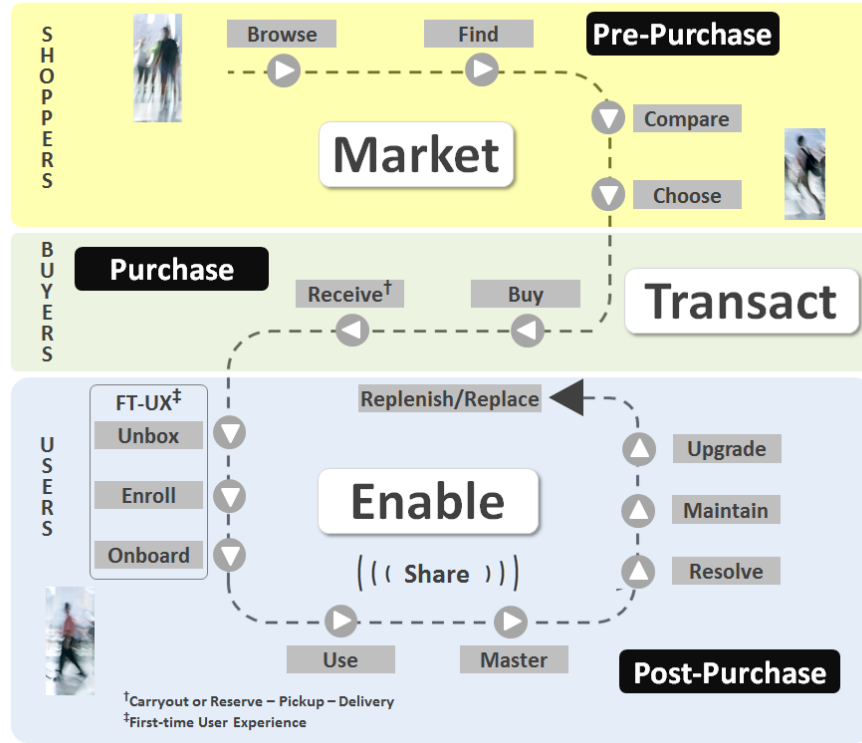 SHOPPERS
Browse
Find
Pre-Purchase
Compare
Market
Choose
BUYERS
Purchase
Receive†
Buy
Transact
USERS
FT-UX‡
Replenish/Replace
Unbox
Upgrade
Enroll
Enable
Maintain
Onboard
((( Share )))
Resolve
Use
Master
Post-Purchase
†Carryout or Reserve – Pickup – Delivery
‡First-time User Experience